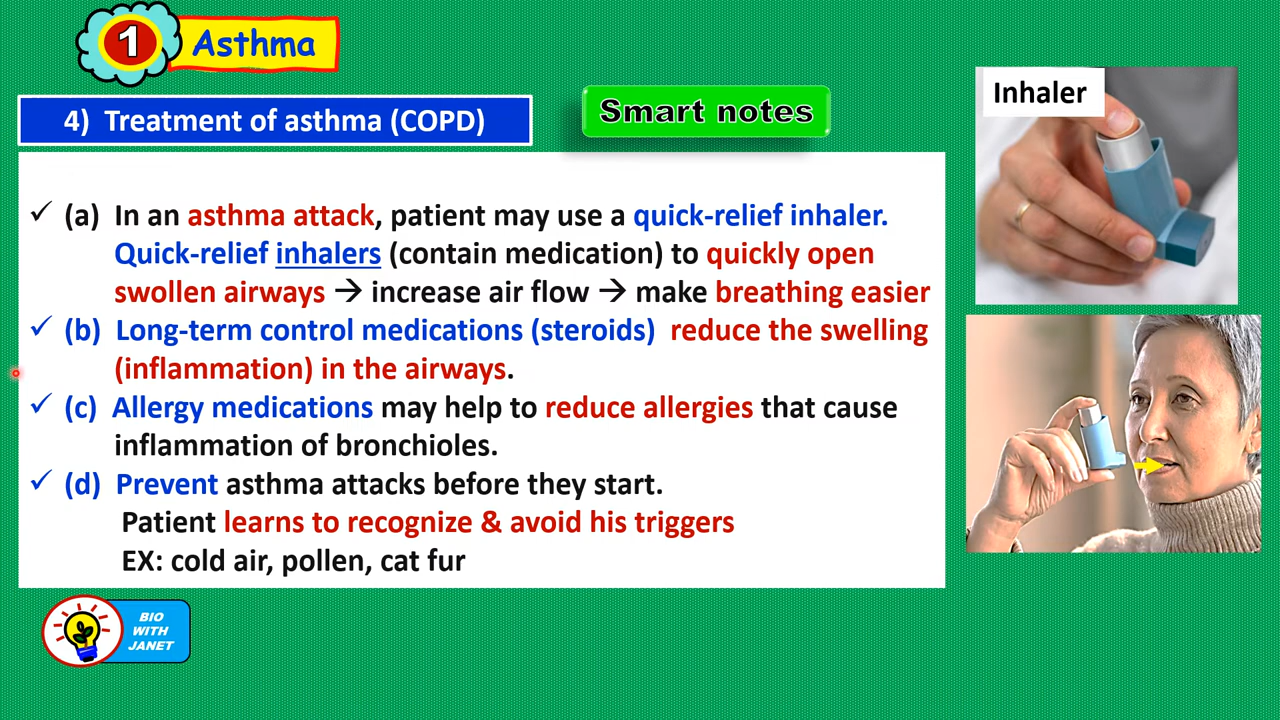 1 Asthma
4) Treatment of asthma (COPD)
Smart notes
Inhaler
✓ (a) In an asthma attack, patient may use a quick-relief inhaler.
Quick-relief inhalers (contain medication) to quickly open
swollen airways → increase air flow → make breathing easier
✓ (b) Long-term control medications (steroids) reduce the swelling
(inflammation) in the airways.
✓ (c) Allergy medications may help to reduce allergies that cause
inflammation of bronchioles.
✓ (d) Prevent asthma attacks before they start.
Patient learns to recognize & avoid his triggers
EX: cold air, pollen, cat fur
BIO
WITH
JANET